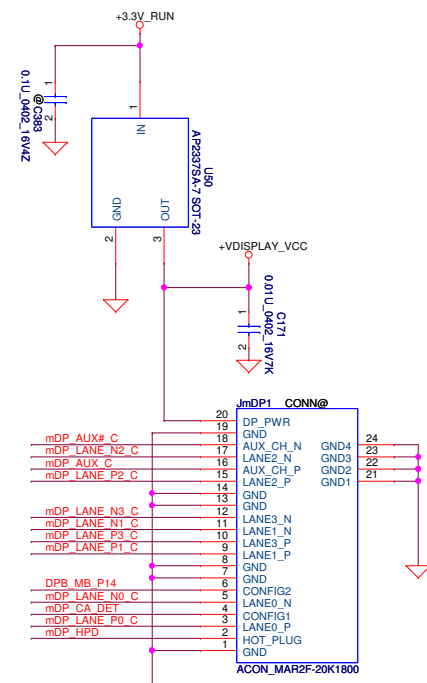 +3.3V_RUN
1
2
@C383
0.1U_0402_16V4Z
1
IN
GND
OUT
2
3
U50
AP2337SA-7 SOT-23
+VDISPLAY_VCC
1
2
C171
0.01U_0402_16V7K
JmDP1 CONN@
20 DP_PWR
19 GND
mDP_AUX#_C 18 AUX_CH_N GND4 24
mDP_LANE_N2_C 17 LANE2_N GND3 23
mDP_AUX_C 16 AUX_CH_P GND2 22
mDP_LANE_P2_C 15 LANE2_P GND1 21
14 GND
13 GND
mDP_LANE_N3_C 12 LANE3_N
mDP_LANE_N1_C 11 LANE1_N
mDP_LANE_P3_C 10 LANE3_P
mDP_LANE_P1_C 9 LANE1_P
8 GND
7 GND
DPB_MB_P14 6 CONFIG2
mDP_LANE_N0_C 5 LANE0_N
mDP_CA_DET 4 CONFIG1
mDP_LANE_P0_C 3 LANE0_P
mDP_HPD 2 HOT_PLUG
1 GND
ACON_MAR2F-20K1800